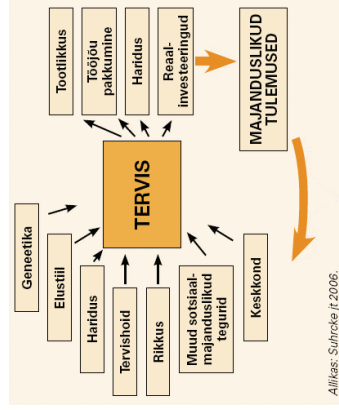 Geneetika
Elustiil
Haridus
Tervishoid
Rikkus
Muud sotsiaal-
majanduslikud
tegurid
Keskkond
TERVIS
Tootlikkus
Tööjõu
pakkumine
Haridus
Reaal-
investeeringud
MAJANDUSLIKUD
TULEMUSED
Allikas: Suhrcke jt 2006.